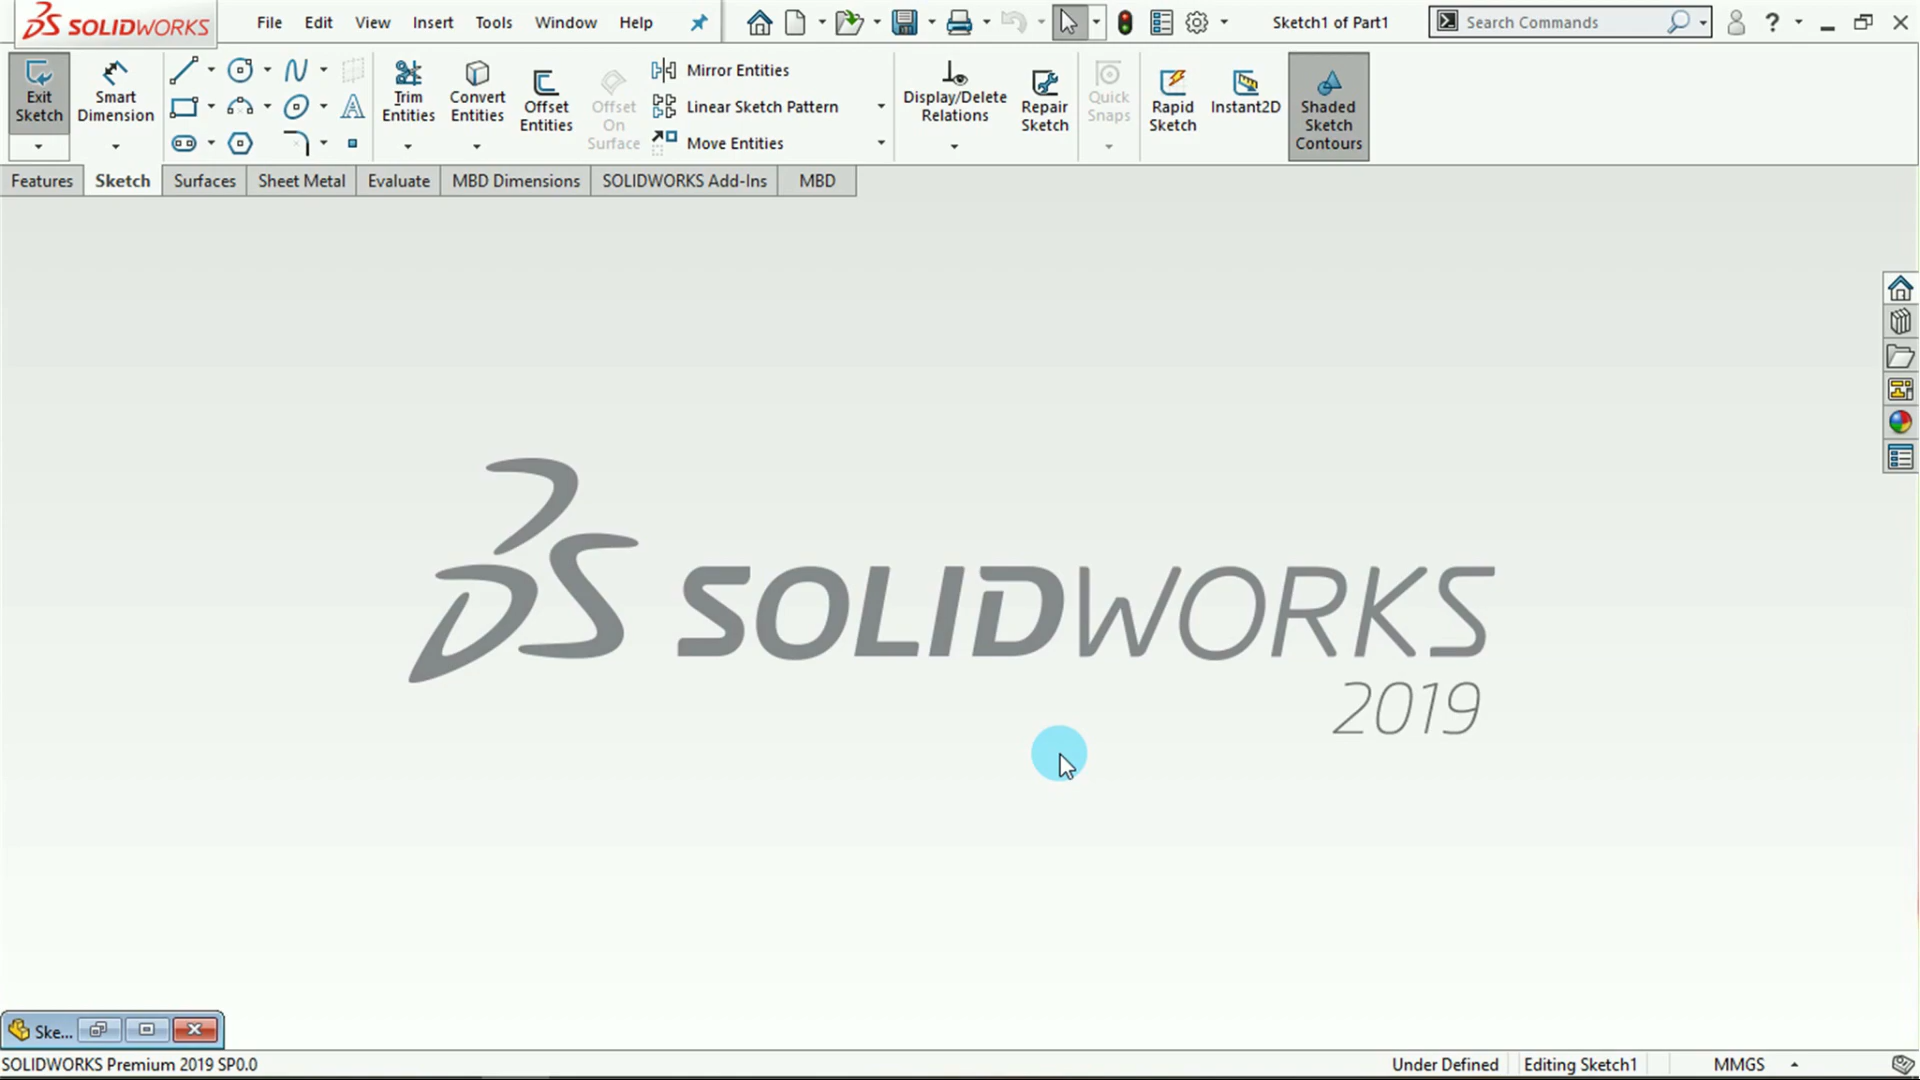 SOLIDWORKS File Edit View Insert Tools Window Help Sketch1 of Part1 Search Commands ?
Exit Sketch
Smart Dimension
Trim Entities
Convert Entities
Offset Entities
Offset On Surface
Mirror Entities
Linear Sketch Pattern
Move Entities
Display/Delete Relations
Repair Sketch
Quick Snaps
Rapid Sketch
Instant2D
Shaded Sketch Contours
Features Sketch Surfaces Sheet Metal Evaluate MBD Dimensions SOLIDWORKS Add-Ins MBD
SOLIDWORKS
2019
Ske...
SOLIDWORKS Premium 2019 SP0.0 Under Defined Editing Sketch1 MMGS